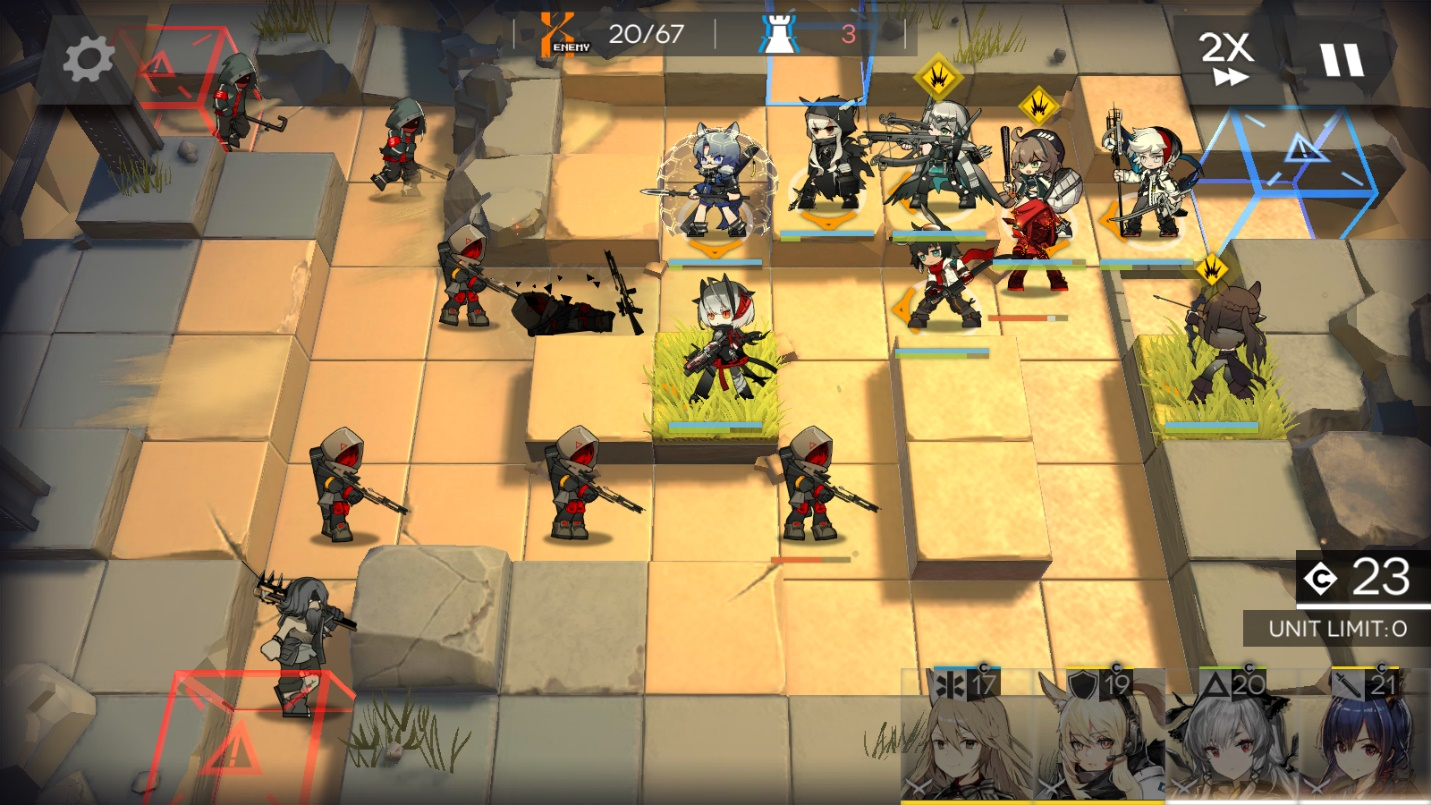 ENEMY 20/67 3
2X
C 23
UNIT LIMIT:0
C 17 C 19 C 20 C 21